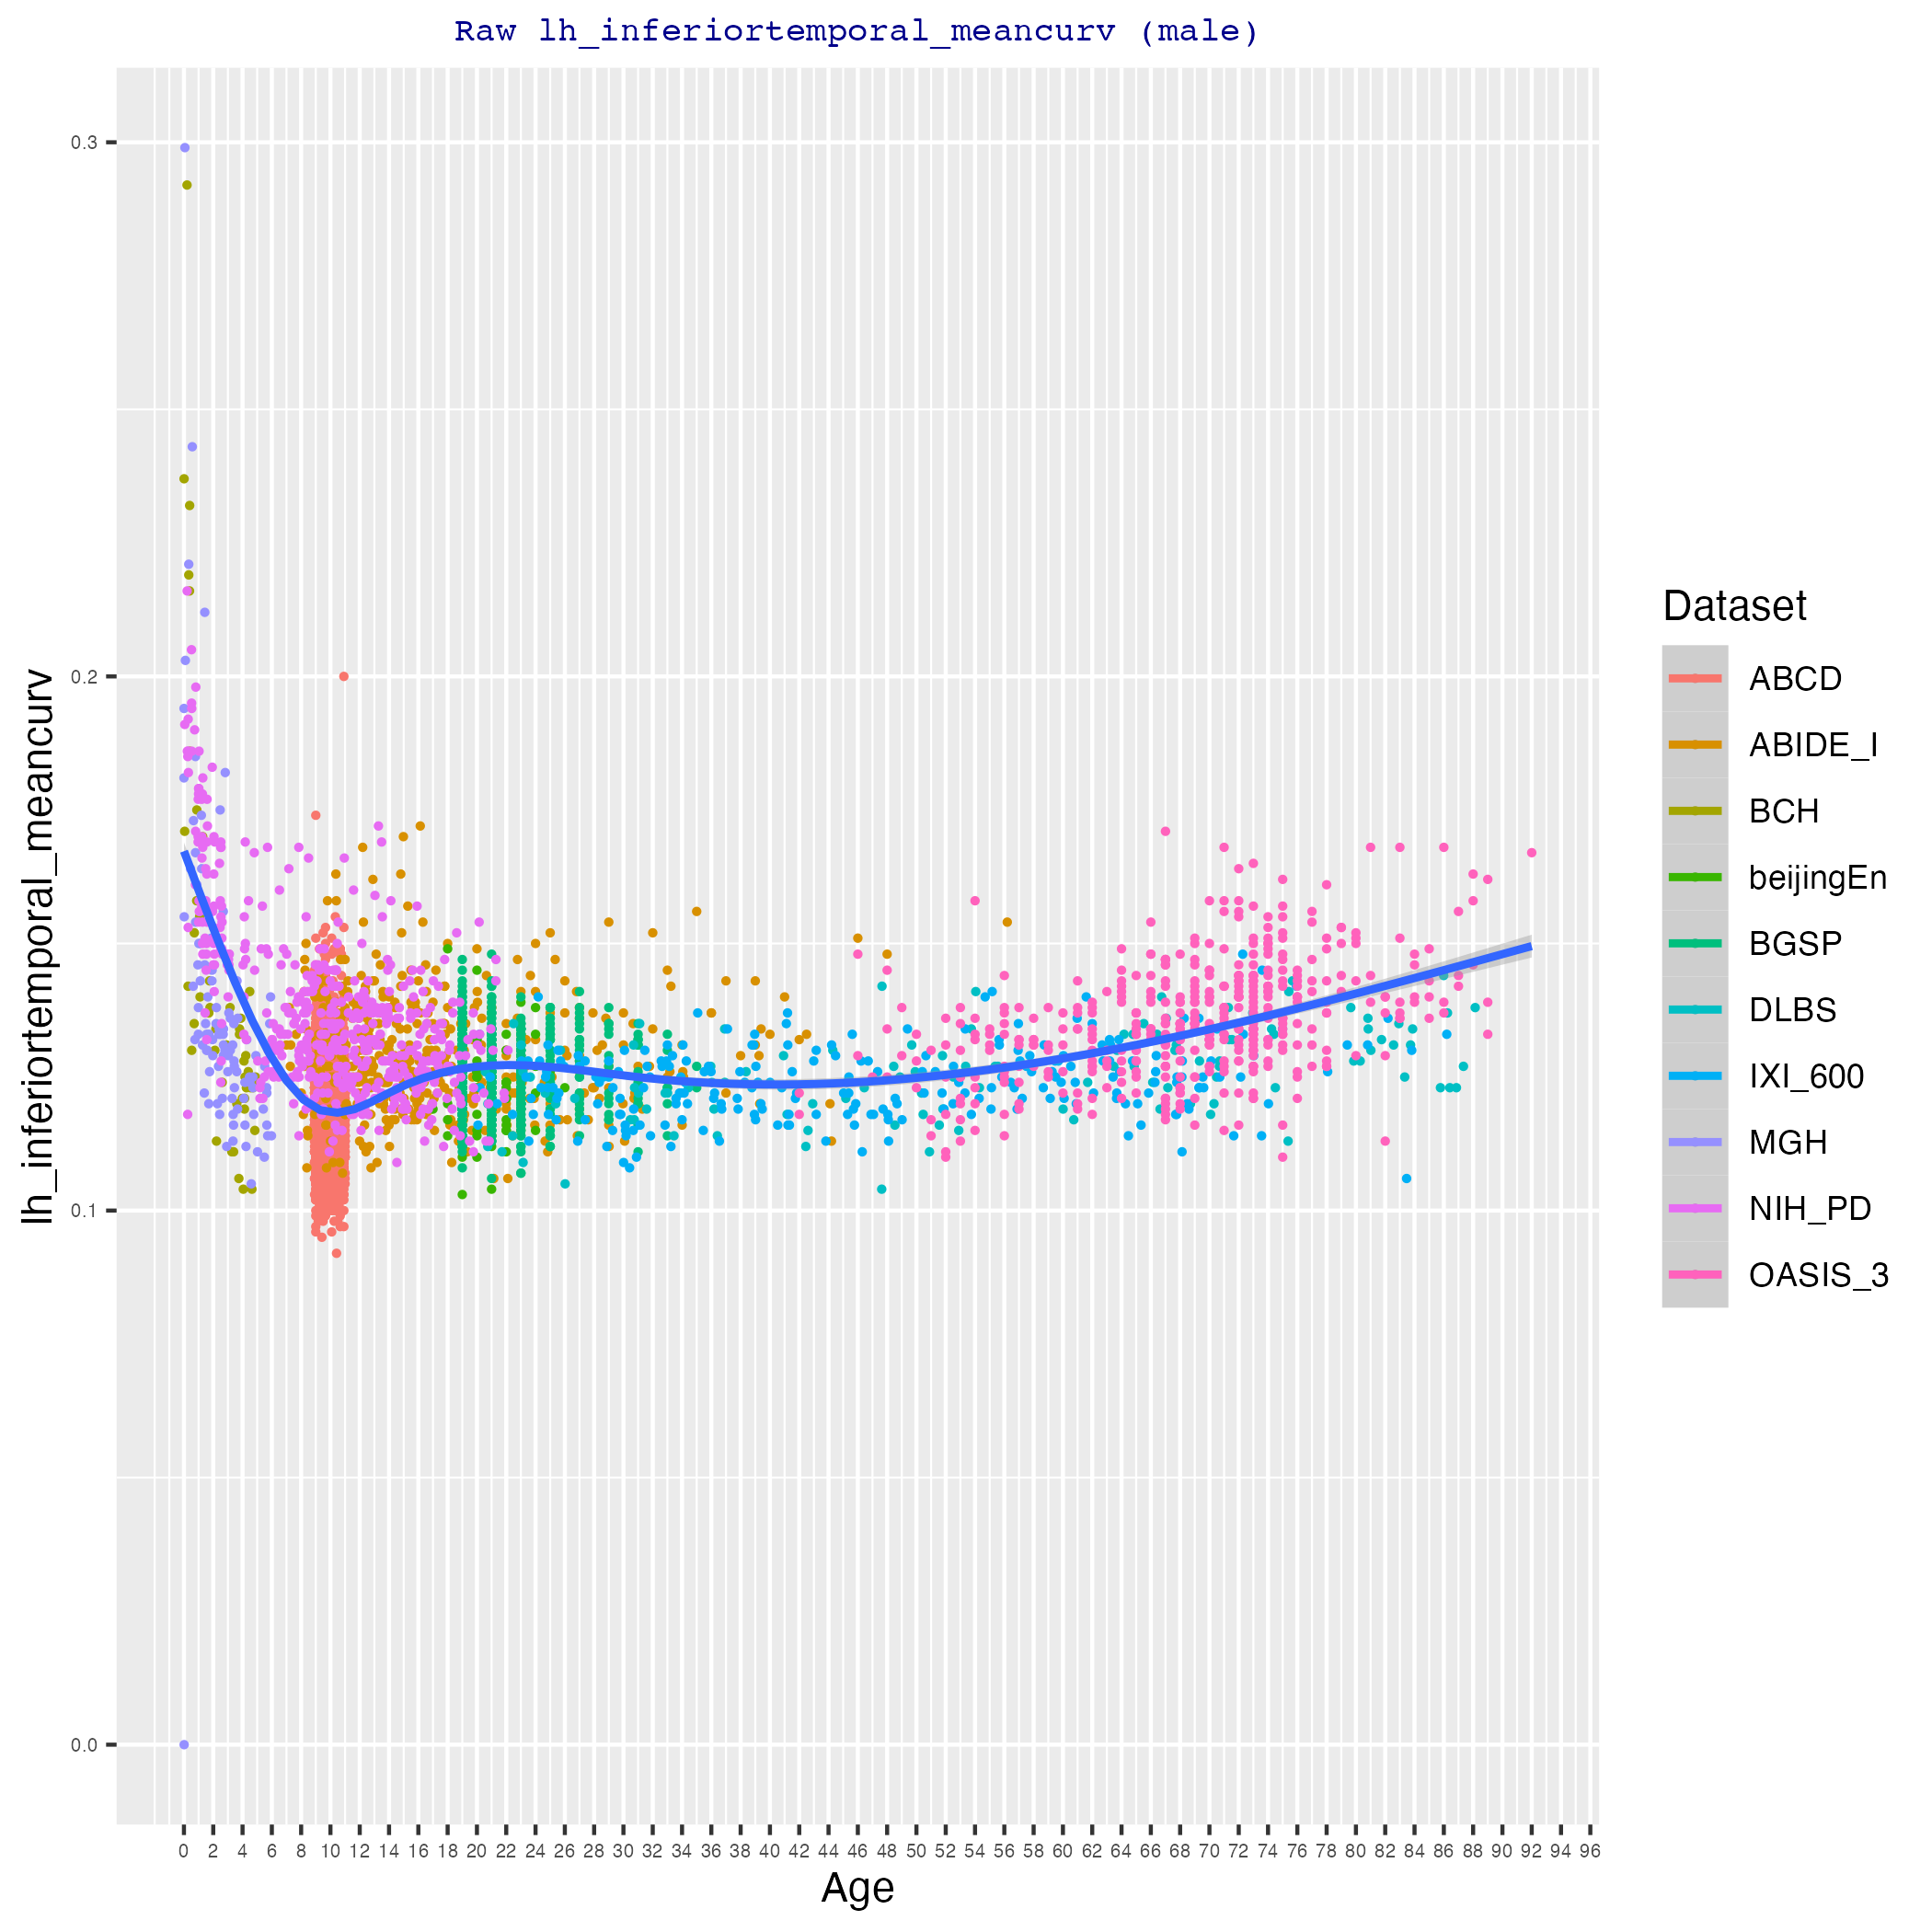 Raw lh_inferiortemporal_meancurv (male)
lh_inferiortemporal_meancurv
0.3
0.2
0.1
0.0
0 2 4 6 8 10 12 14 16 18 20 22 24 26 28 30 32 34 36 38 40 42 44 46 48 50 52 54 56 58 60 62 64 66 68 70 72 74 76 78 80 82 84 86 88 90 92 94 96
Age
Dataset
ABCD
ABIDE_I
BCH
beijingEn
BGSP
DLBS
IXI_600
MGH
NIH_PD
OASIS_3